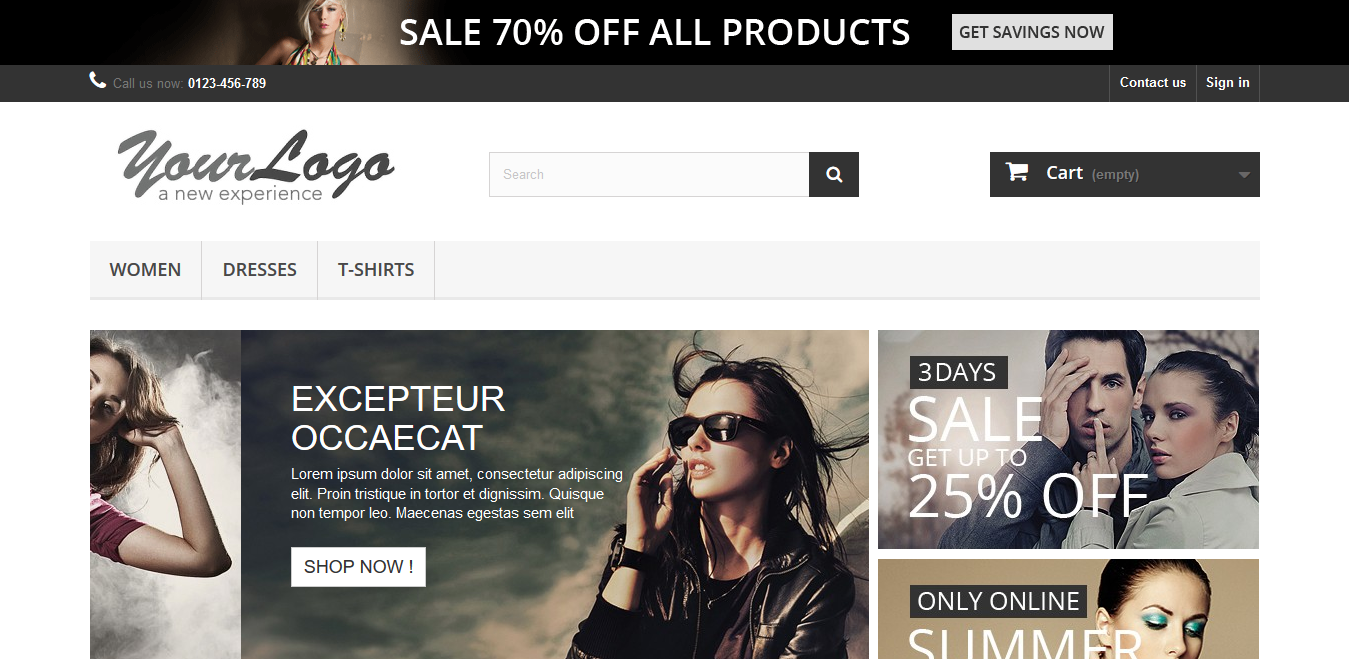 SALE 70% OFF ALL PRODUCTS
GET SAVINGS NOW
Call us now: 0123-456-789
Contact us
Sign in
YourLogo
a new experience
Search
Cart (empty)
WOMEN
DRESSES
T-SHIRTS
EXCEPTEUR
OCCAECAT
Lorem ipsum dolor sit amet, consectetur adipiscing
elit. Proin tristique in tortor et dignissim. Quisque
non tempor leo. Maecenas egestas sem elit
SHOP NOW !
3 DAYS
SALE
GET UP TO
25% OFF
ONLY ONLINE
SUMMER